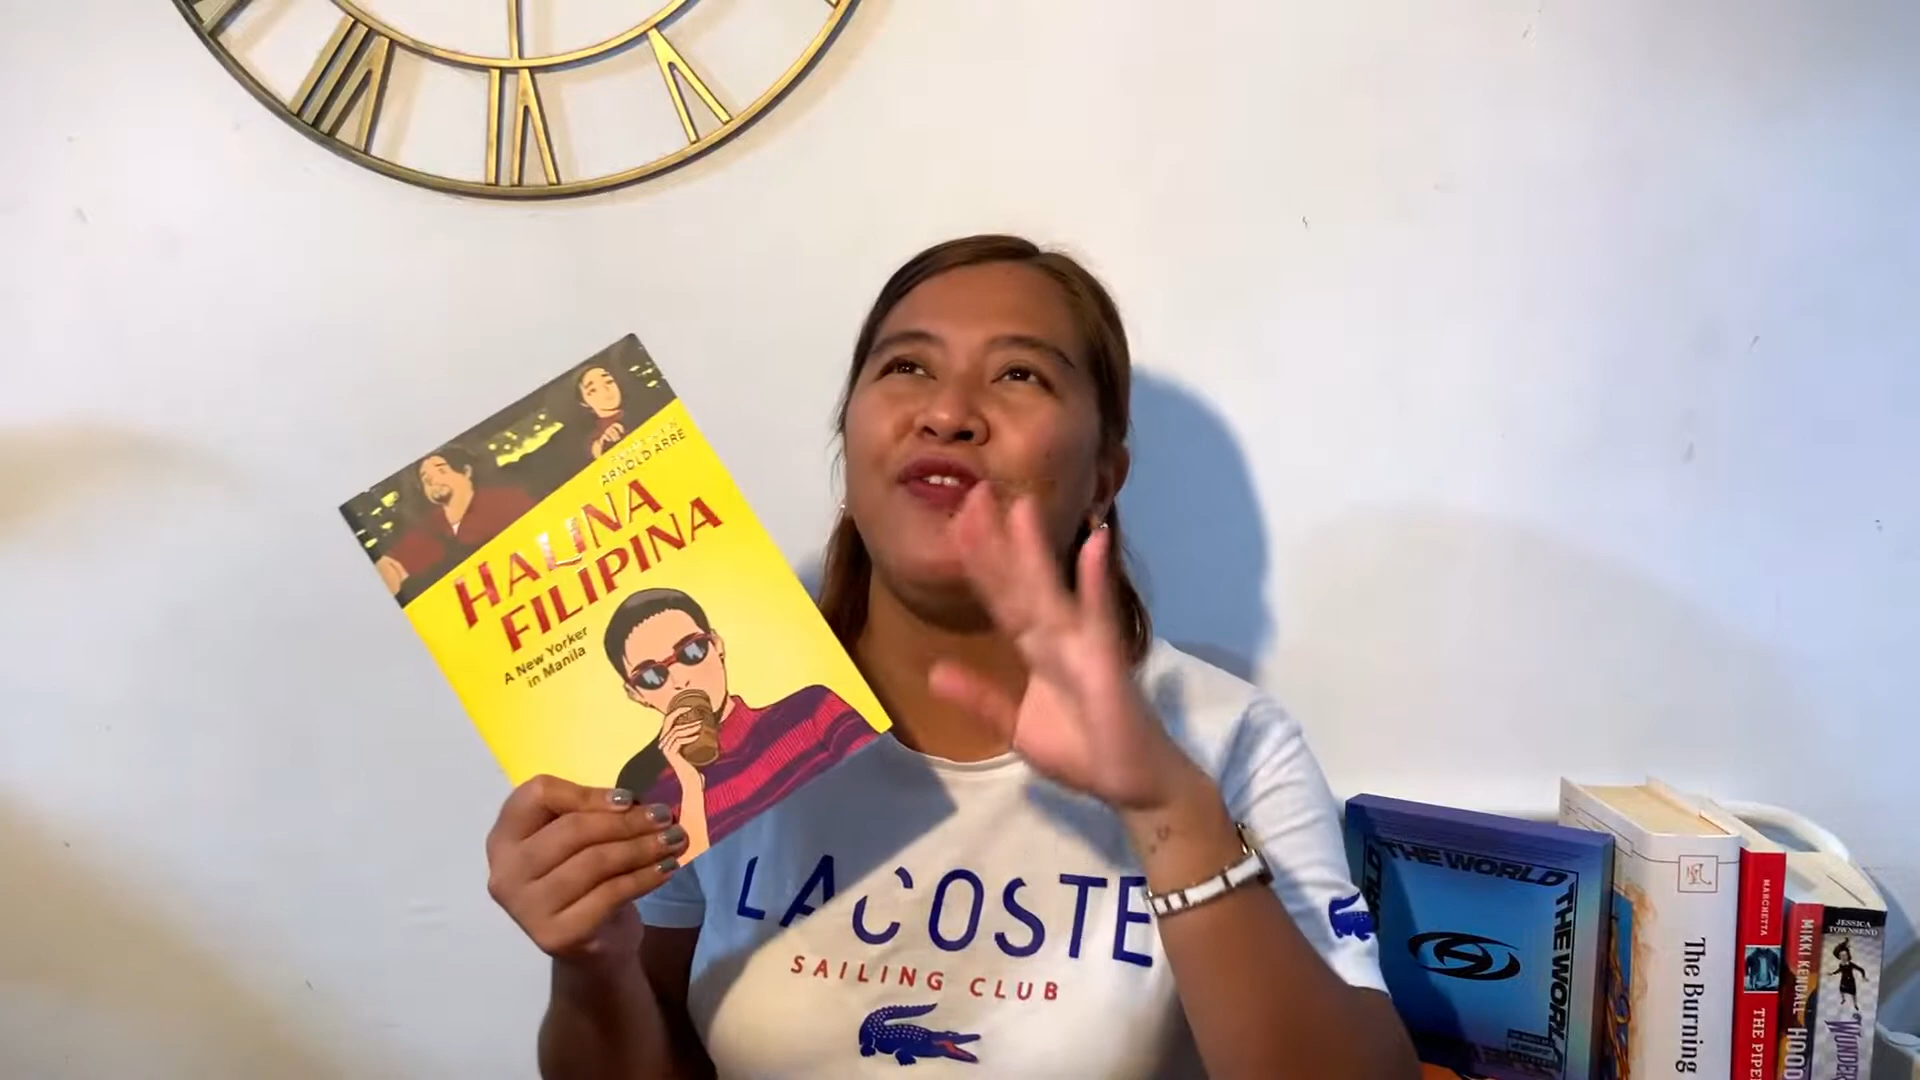 ARNOLD ARRE
HALINA
FILIPINA
A New Yorker
in Manila
LACOSTE
SAILING CLUB
THE WORLD
THE WORLD
The Burning
MARCHETTA
THE PIPE
MIKKI KENDALL
HOOD
JESSICA
TOWNSEND
WUNDER